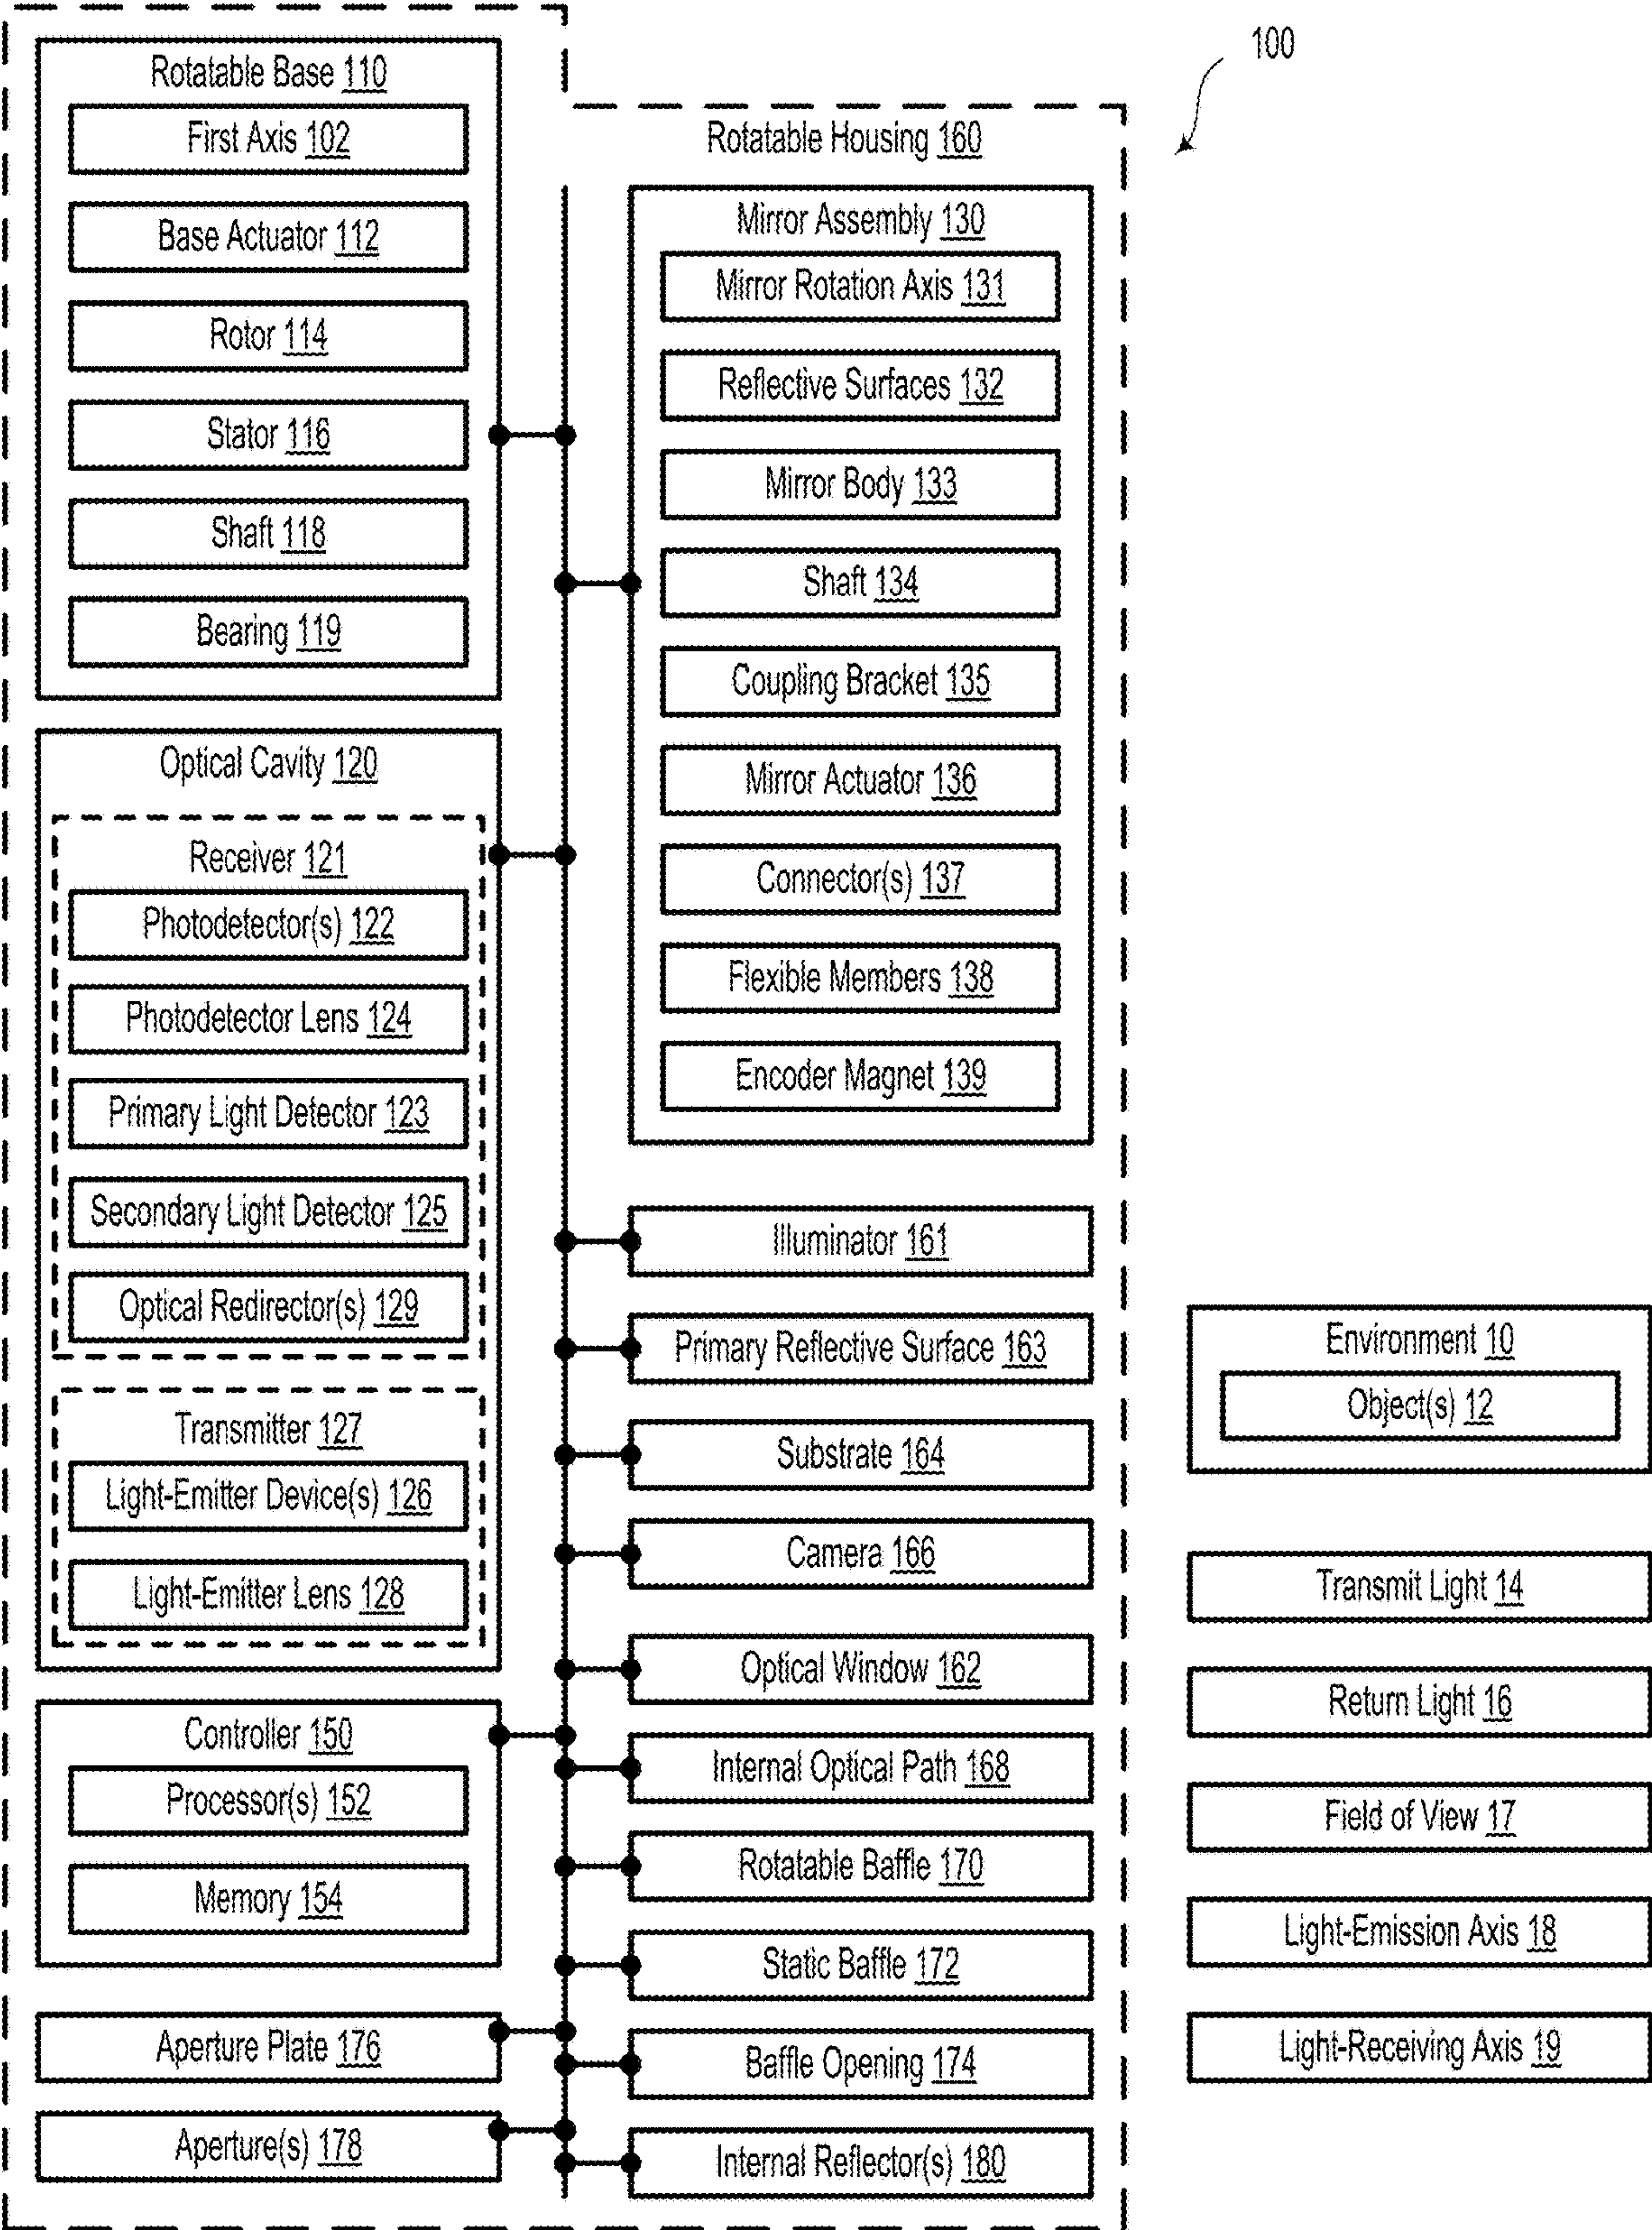 100
Rotatable Base 110
First Axis 102
Base Actuator 112
Rotor 114
Stator 116
Shaft 118
Bearing 119
Optical Cavity 120
Receiver 121
Photodetector(s) 122
Photodetector Lens 124
Primary Light Detector 123
Secondary Light Detector 125
Optical Redirector(s) 129
Transmitter 127
Light-Emitter Device(s) 126
Light-Emitter Lens 128
Controller 150
Processor(s) 152
Memory 154
Aperture Plate 176
Aperture(s) 178
Rotatable Housing 160
Mirror Assembly 130
Mirror Rotation Axis 131
Reflective Surfaces 132
Mirror Body 133
Shaft 134
Coupling Bracket 135
Mirror Actuator 136
Connector(s) 137
Flexible Members 138
Encoder Magnet 139
Illuminator 161
Primary Reflective Surface 163
Substrate 164
Camera 166
Optical Window 162
Internal Optical Path 168
Rotatable Baffle 170
Static Baffle 172
Baffle Opening 174
Internal Reflector(s) 180
Environment 10
Object(s) 12
Transmit Light 14
Return Light 16
Field of View 17
Light-Emission Axis 18
Light-Receiving Axis 19